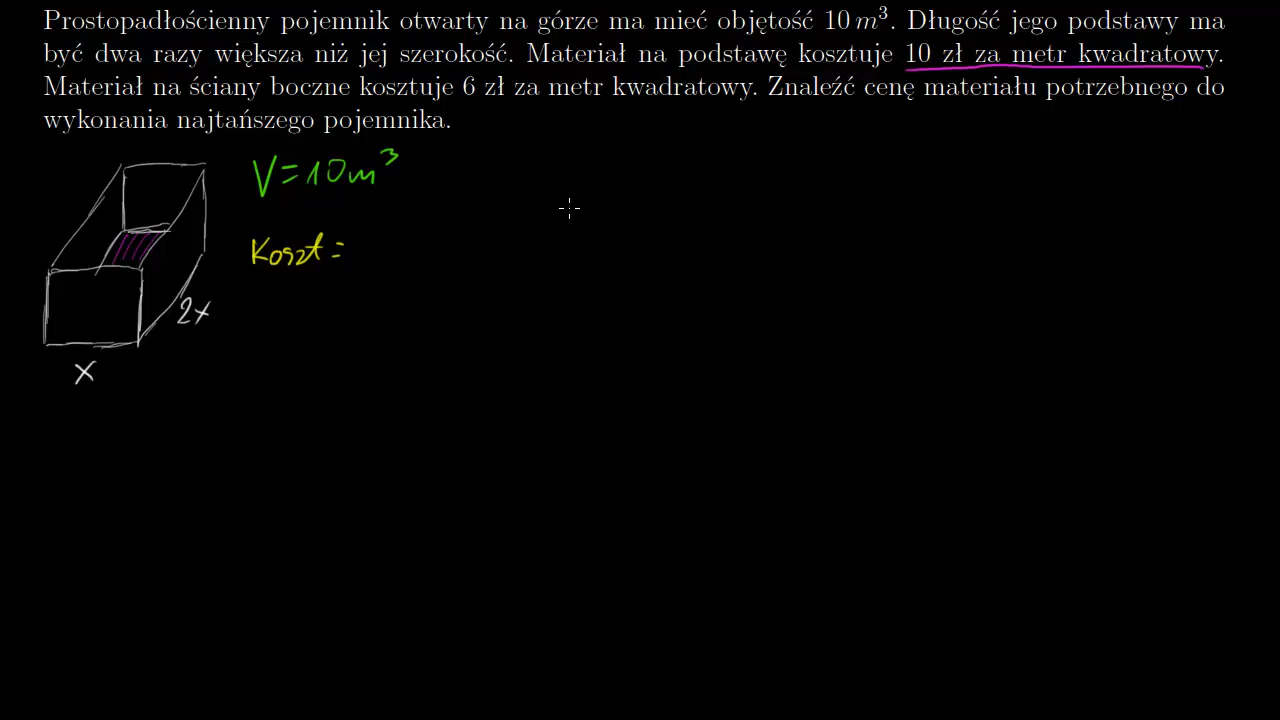 Prostopadłościenny pojemnik otwarty na górze ma mieć objętość 10 m³. Długość jego podstawy ma
być dwa razy większa niż jej szerokość. Materiał na podstawę kosztuje 10 zł za metr kwadratowy.
Materiał na ściany boczne kosztuje 6 zł za metr kwadratowy. Znaleźć cenę materiału potrzebnego do
wykonania najtańszego pojemnika.
V = 10 m³
Koszt =
2x
x